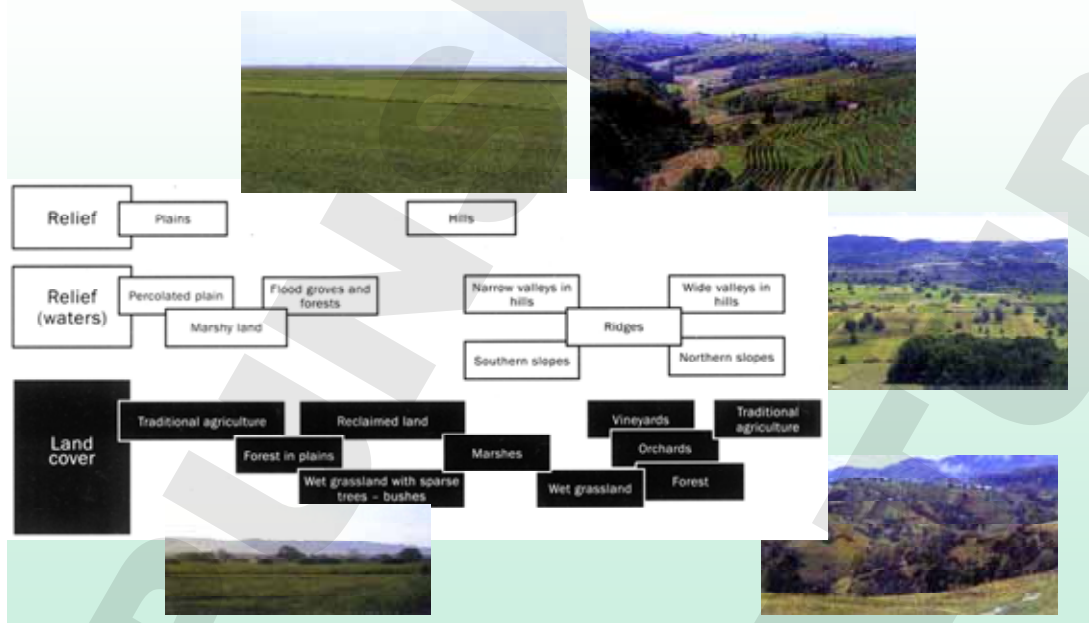 Relief
Plains
Hills
Relief
(waters)
Percolated plain
Flood groves and
forests
Marshy land
Narrow valleys in
hills
Wide valleys in
hills
Ridges
Southern slopes
Northern slopes
Land
cover
Traditional agriculture
Reclaimed land
Forest in plains
Marshes
Wet grassland with sparse
trees – bushes
Vineyards
Traditional
agriculture
Orchards
Wet grassland
Forest